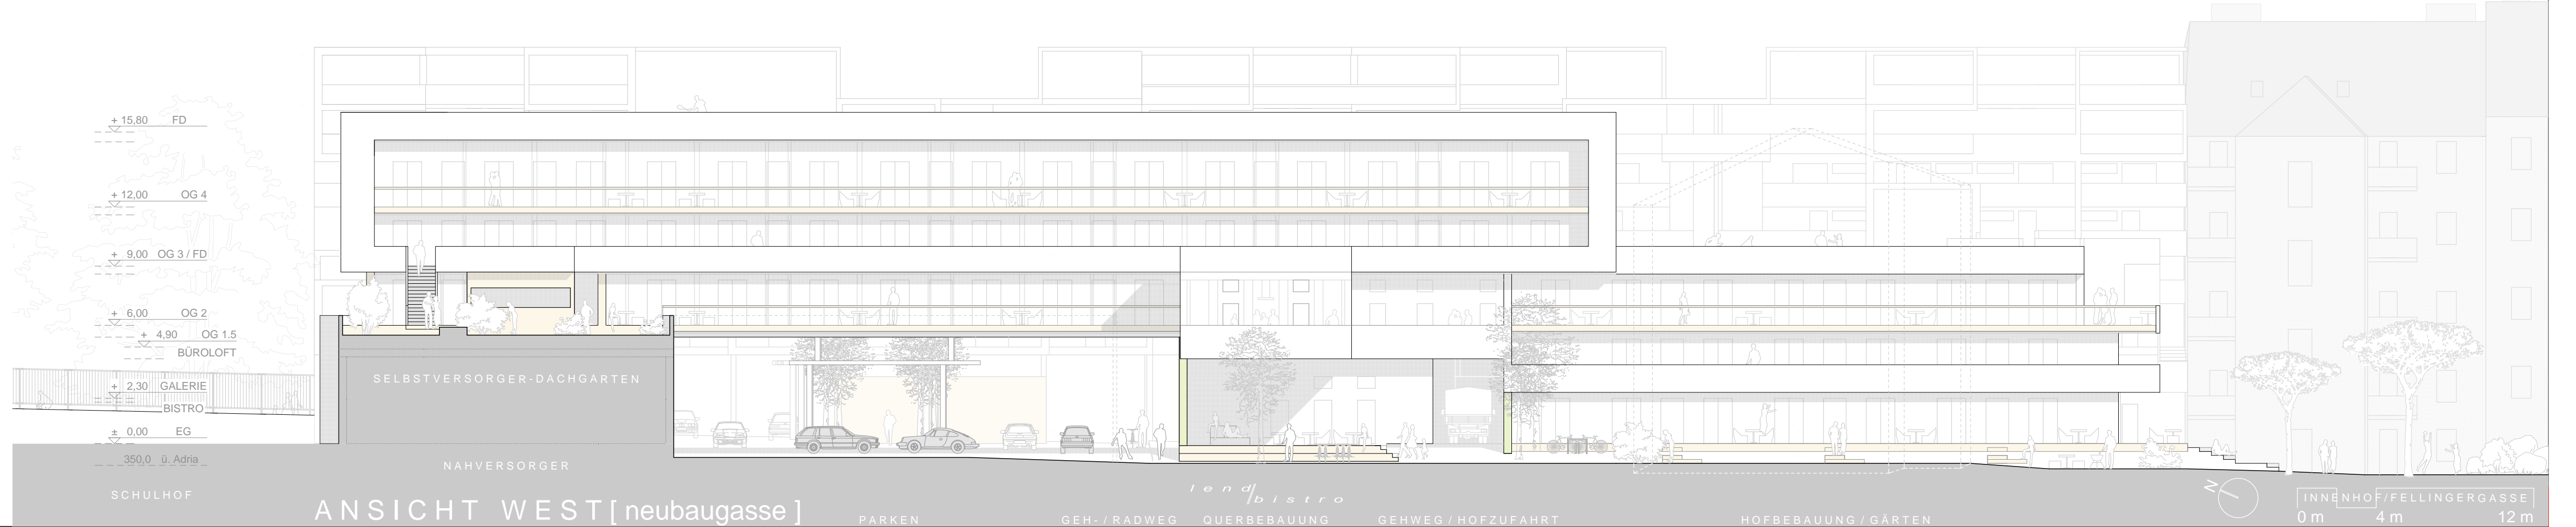 + 15,80 FD
+ 12,00 OG 4
+ 9,00 OG 3 / FD
+ 6,00 OG 2
+ 4,90 OG 1.5
BÜROLOFT
+ 2,30 GALERIE
BISTRO
± 0,00 EG
350,0 ü. Adria
SELBSTVERSORGER-DACHGARTEN
NAHVERSORGER
SCHULHOF
ANSICHT WEST [ neubaugasse ]
PARKEN
GEH- / RADWEG
lend/bistro
QUERBEBAUUNG
GEHWEG / HOFZUFAHRT
HOFBEBAUUNG / GÄRTEN
N
INNENHOF/FELLINGERGASSE
0 m 4 m 12 m